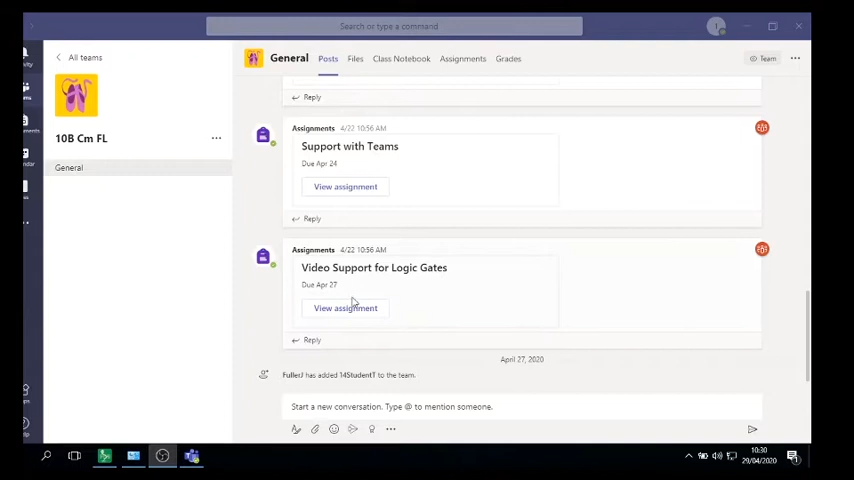 Search or type a command
1
All teams
General
Posts
Files
Class Notebook
Assignments
Grades
Team
10B Cm FL
General
Reply
Assignments 4/22 10:56 AM
Support with Teams
Due Apr 24
View assignment
Reply
Assignments 4/22 10:56 AM
Video Support for Logic Gates
Due Apr 27
View assignment
Reply
April 27, 2020
FullerJ has added 14StudentT to the team.
Start a new conversation. Type @ to mention someone.
10:30
29/04/2020